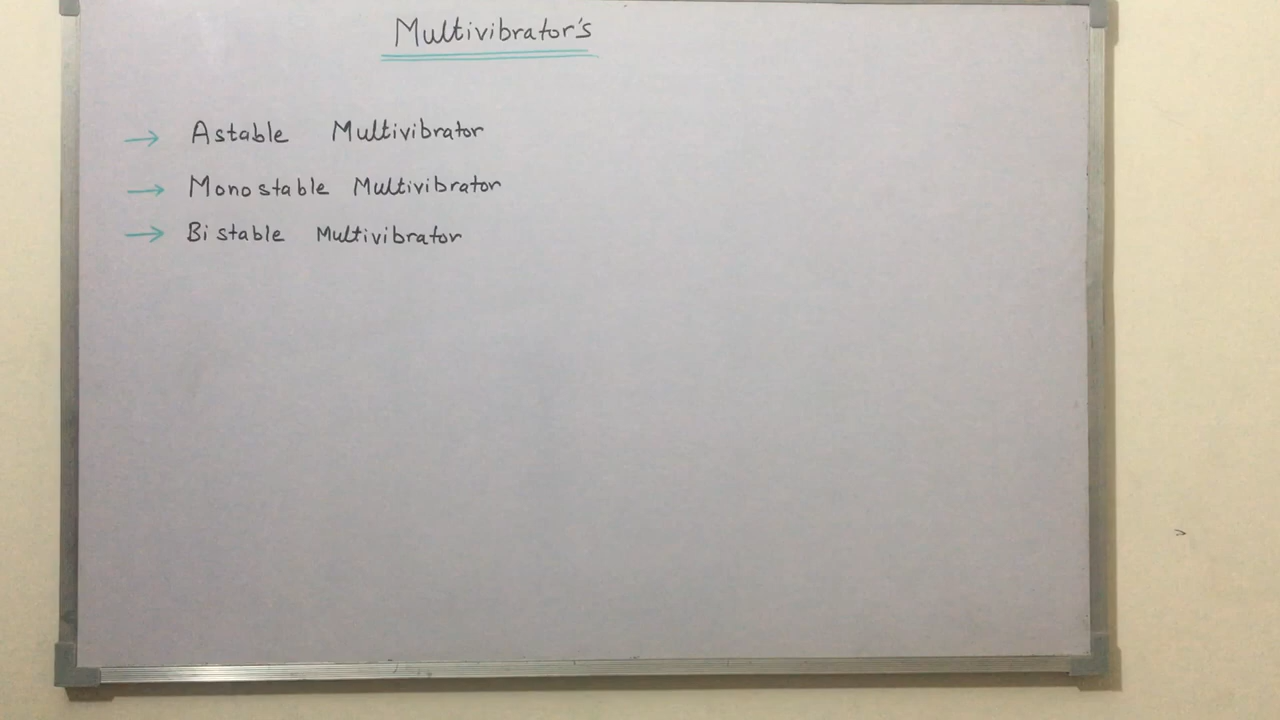 Multivibrator's
→ Astable Multivibrator
→ Monostable Multivibrator
→ Bistable Multivibrator